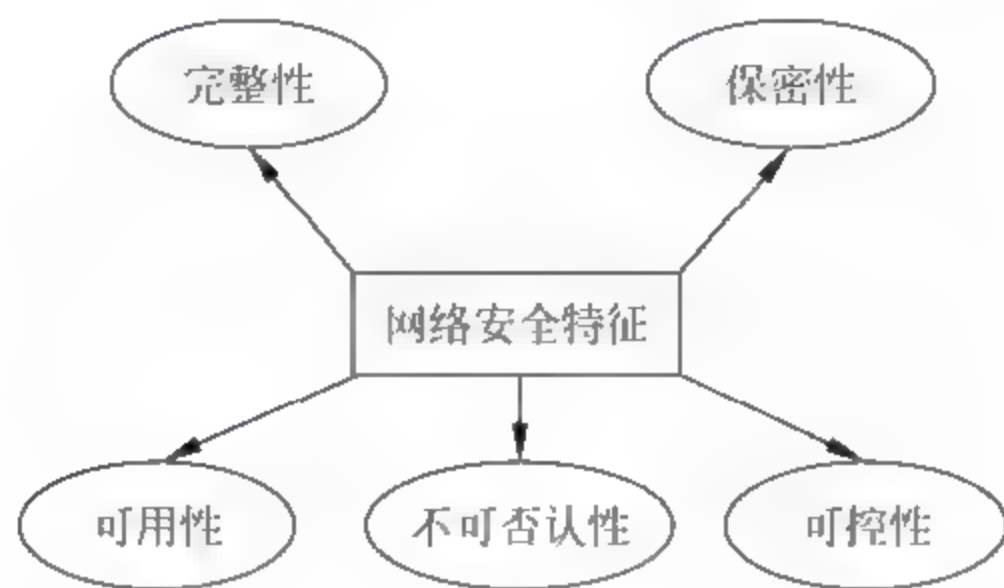 完整性
保密性
网络安全特征
可用性
不可否认性
可控性